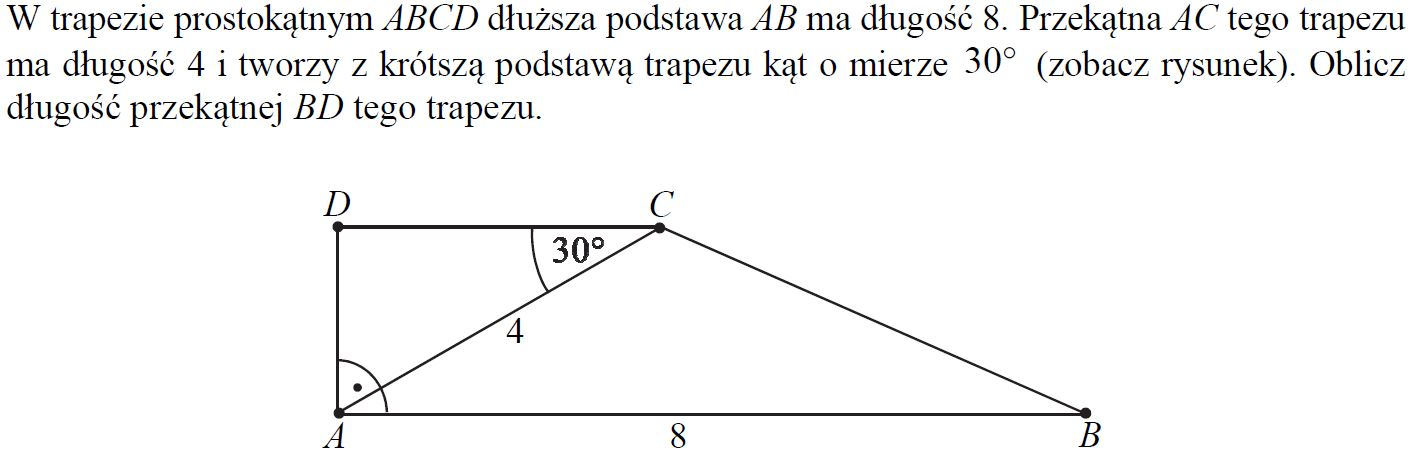 W trapezie prostokątnym ABCD dłuższa podstawa AB ma długość 8. Przekątna AC tego trapezu
ma długość 4 i tworzy z krótszą podstawą trapezu kąt o mierze 30° (zobacz rysunek). Oblicz
długość przekątnej BD tego trapezu.
D C
30°
4
A 8 B